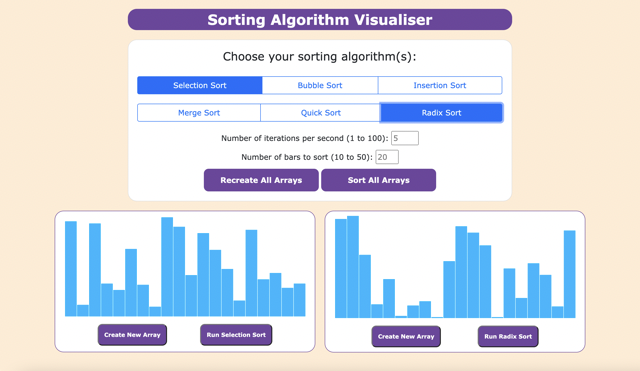 Sorting Algorithm Visualiser
Choose your sorting algorithm(s):
Selection Sort Bubble Sort Insertion Sort
Merge Sort Quick Sort Radix Sort
Number of iterations per second (1 to 100): 5
Number of bars to sort (10 to 50): 20
Recreate All Arrays Sort All Arrays
Create New Array Run Selection Sort
Create New Array Run Radix Sort